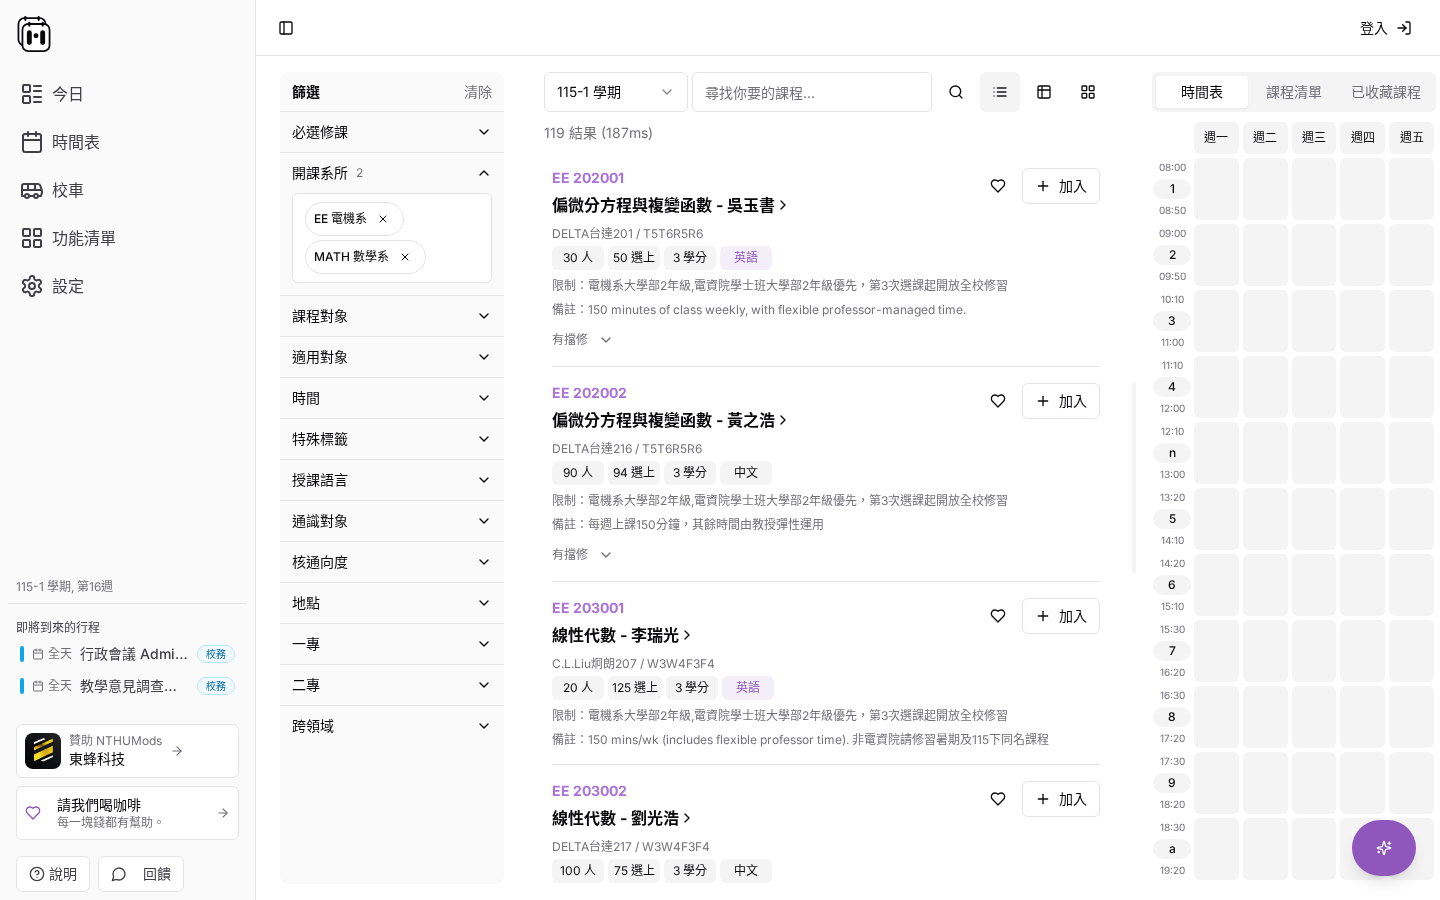 今日
時間表
校車
功能清單
設定
115-1 學期, 第16週
即將到來的行程
全天 行政會議 Admi... 校務
全天 教學意見調查... 校務
贊助 NTHUMods
東蜂科技
請我們喝咖啡
每一塊錢都有幫助。
說明 回饋
登入
篩選 清除
必選修課
開課系所 2
EE 電機系
MATH 數學系
課程對象
適用對象
時間
特殊標籤
授課語言
通識對象
核通向度
地點
一專
二專
跨領域
115-1 學期 尋找你要的課程...
119 結果 (187ms)
EE 202001
偏微分方程與複變函數 - 吳玉書
加入
DELTA台達201 / T5T6R5R6
30 人 50 選上 3 學分 英語
限制：電機系大學部2年級,電資院學士班大學部2年級優先，第3次選課起開放全校修習
備註：150 minutes of class weekly, with flexible professor-managed time.
有擋修
EE 202002
偏微分方程與複變函數 - 黃之浩
加入
DELTA台達216 / T5T6R5R6
90 人 94 選上 3 學分 中文
限制：電機系大學部2年級,電資院學士班大學部2年級優先，第3次選課起開放全校修習
備註：每週上課150分鐘，其餘時間由教授彈性運用
有擋修
EE 203001
線性代數 - 李瑞光
加入
C.L.Liu炯朗207 / W3W4F3F4
20 人 125 選上 3 學分 英語
限制：電機系大學部2年級,電資院學士班大學部2年級優先，第3次選課起開放全校修習
備註：150 mins/wk (includes flexible professor time). 非電資院請修習暑期及115下同名課程
EE 203002
線性代數 - 劉光浩
加入
DELTA台達217 / W3W4F3F4
100 人 75 選上 3 學分 中文
時間表 課程清單 已收藏課程
週一 週二 週三 週四 週五
08:00
1
08:50
09:00
2
09:50
10:10
3
11:00
11:10
4
12:00
12:10
n
13:00
13:20
5
14:10
14:20
6
15:10
15:30
7
16:20
16:30
8
17:20
17:30
9
18:20
18:30
a
19:20